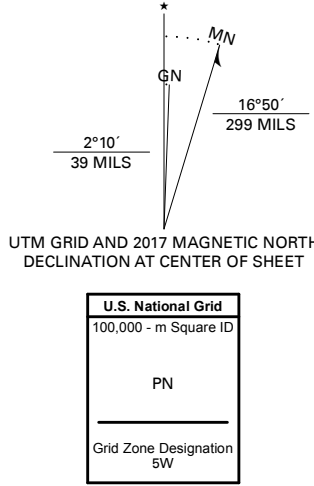 ★
MN
GN
16°50´
299 MILS
2°10´
39 MILS
UTM GRID AND 2017 MAGNETIC NORTH
DECLINATION AT CENTER OF SHEET
U.S. National Grid
100,000 - m Square ID
PN
Grid Zone Designation
5W